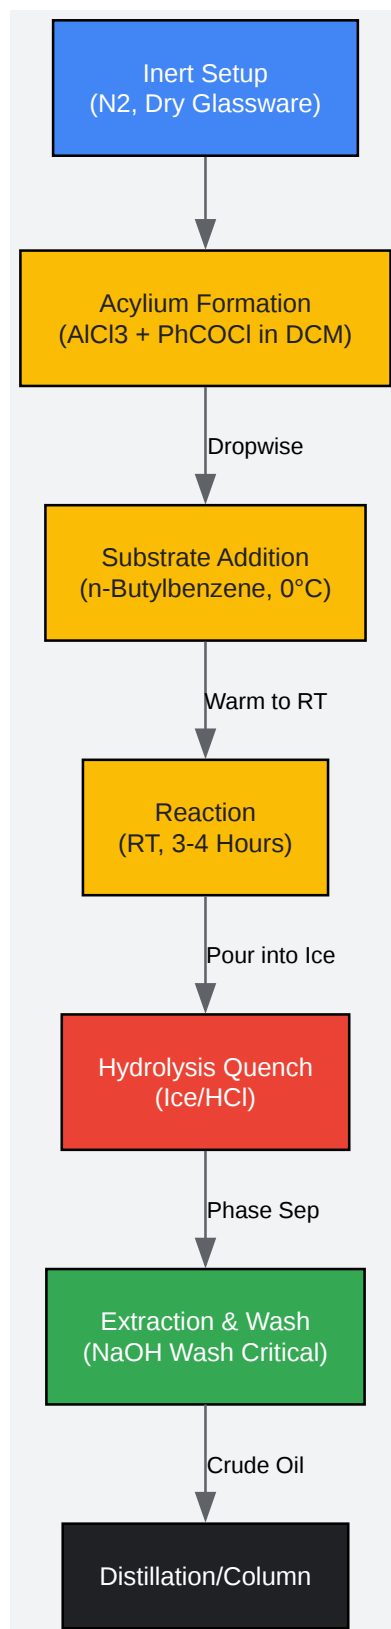 Inert Setup
(N2, Dry Glassware)
Acylium Formation
(AlCl3 + PhCOCl in DCM)
Dropwise
Substrate Addition
(n-Butylbenzene, 0°C)
Warm to RT
Reaction
(RT, 3-4 Hours)
Pour into Ice
Hydrolysis Quench
(Ice/HCl)
Phase Sep
Extraction & Wash
(NaOH Wash Critical)
Crude Oil
Distillation/Column